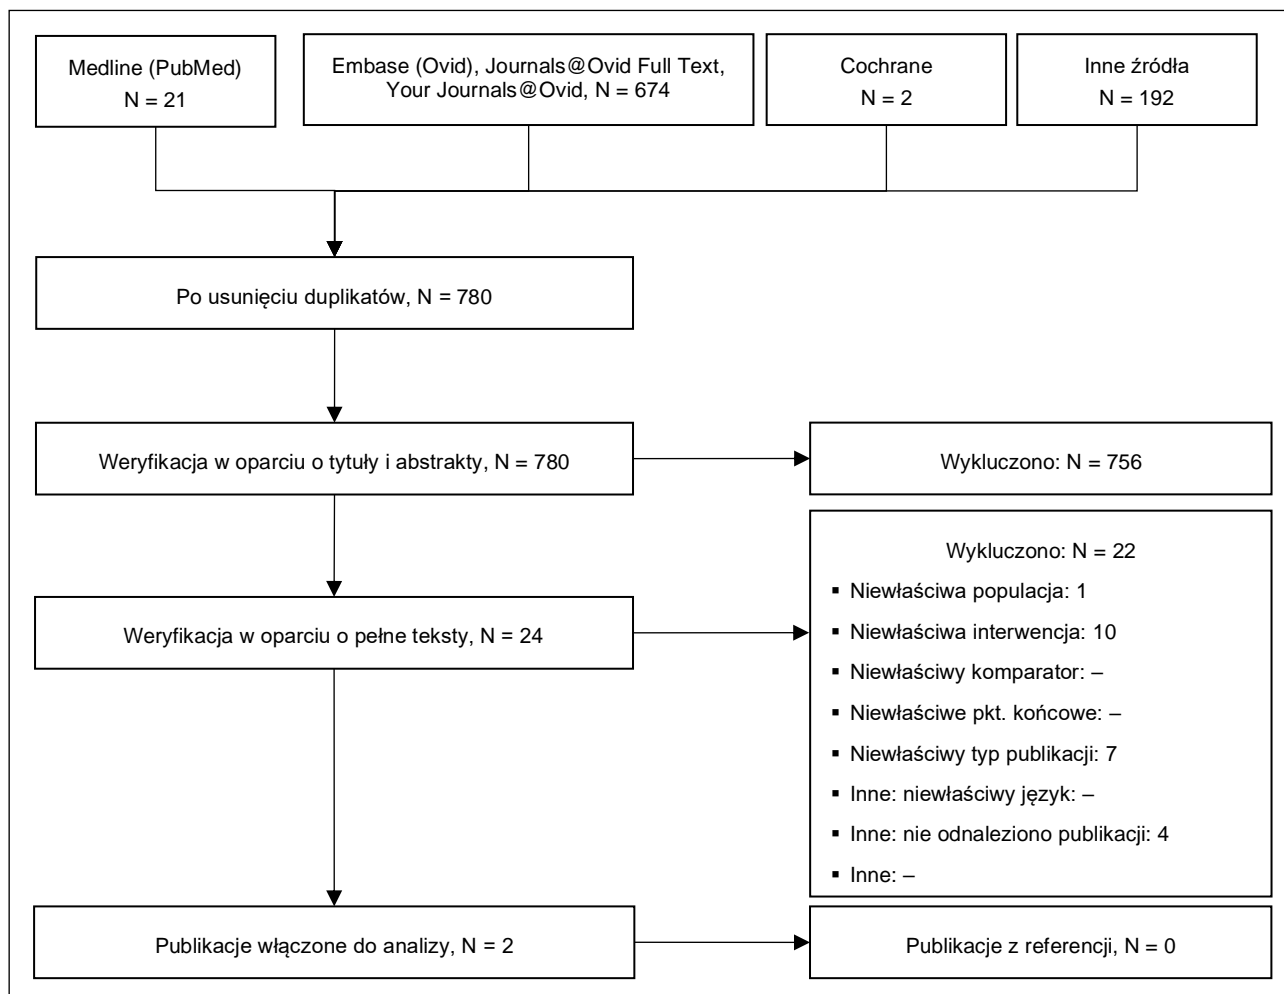 Medline (PubMed)
N = 21
Embase (Ovid), Journals@Ovid Full Text,
Your Journals@Ovid, N = 674
Cochrane
N = 2
Inne źródła
N = 192
Po usunięciu duplikatów, N = 780
Weryfikacja w oparciu o tytuły i abstrakty, N = 780
Wykluczono: N = 756
Weryfikacja w oparciu o pełne teksty, N = 24
Wykluczono: N = 22
▪ Niewłaściwa populacja: 1
▪ Niewłaściwa interwencja: 10
▪ Niewłaściwy komparator: –
▪ Niewłaściwe pkt. końcowe: –
▪ Niewłaściwy typ publikacji: 7
▪ Inne: niewłaściwy język: –
▪ Inne: nie odnaleziono publikacji: 4
▪ Inne: –
Publikacje włączone do analizy, N = 2
Publikacje z referencji, N = 0